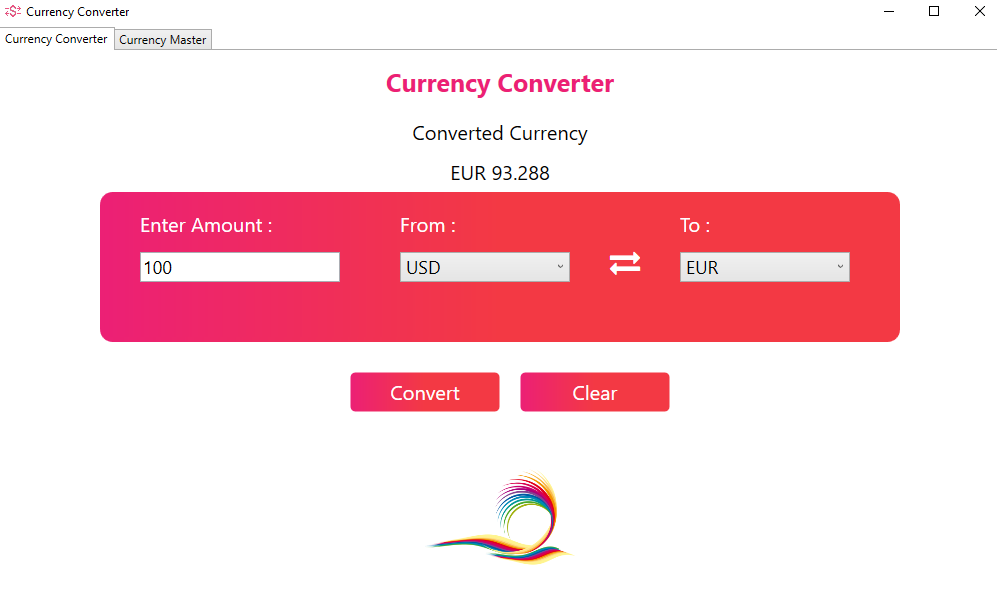 Currency Converter
Currency Converter Currency Master
Currency Converter
Converted Currency
EUR 93.288
Enter Amount : From : To :
100 USD EUR
Convert Clear